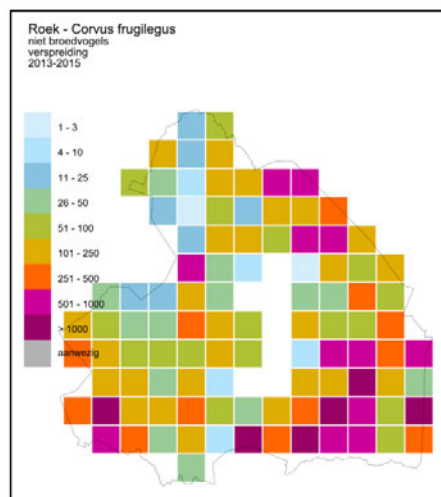 Roek - Corvus frugilegus
niet broedvogels
verspreiding
2013-2015
1 - 3
4 - 10
11 - 25
26 - 50
51 - 100
101 - 250
251 - 500
501 - 1000
> 1000
aanwezig